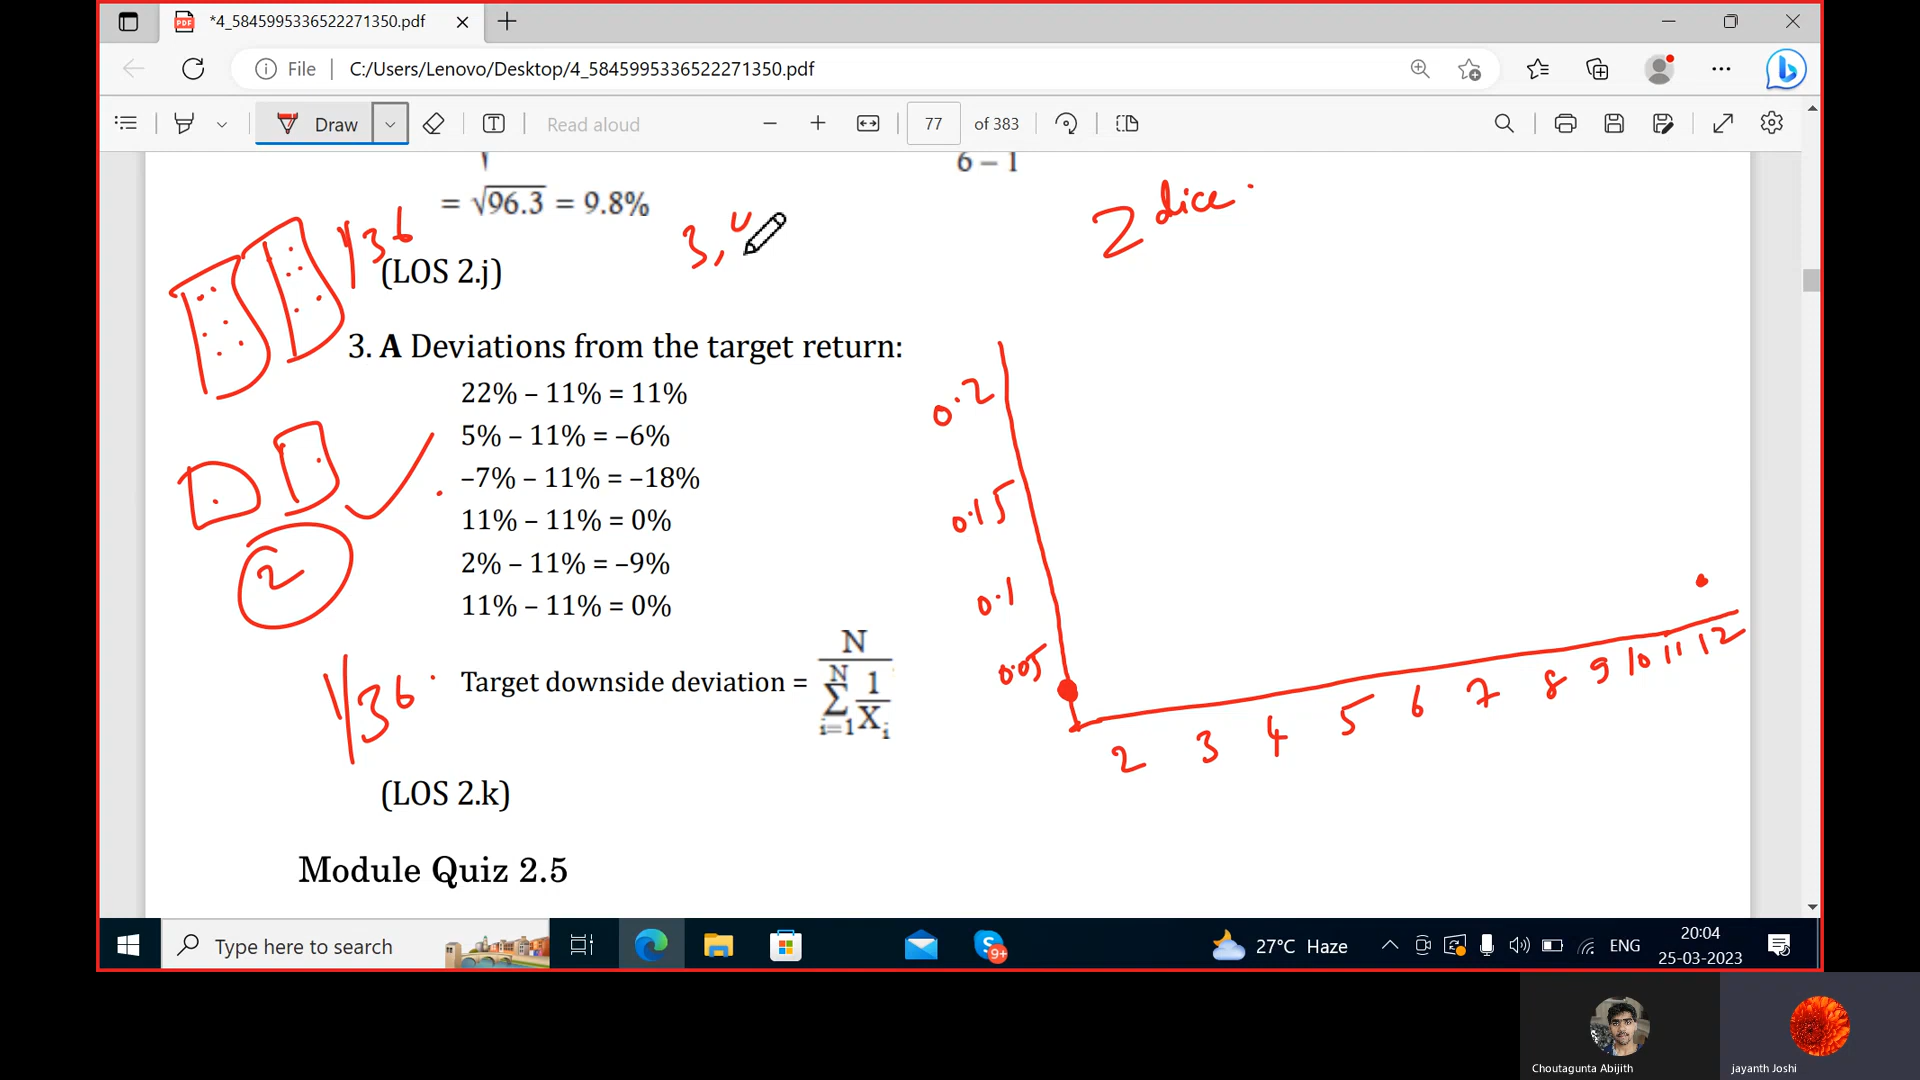 *4_5845995336522271350.pdf
File
C:/Users/Lenovo/Desktop/4_5845995336522271350.pdf
Draw
Read aloud
77
of 383
6 – 1
= √96.3 = 9.8%
2 dice
1/36
3, 4
(LOS 2.j)
3. A Deviations from the target return:
22% – 11% = 11%
5% – 11% = –6%
–7% – 11% = –18%
11% – 11% = 0%
2% – 11% = –9%
11% – 11% = 0%
2
1/36
Target downside deviation = N / N Σ i=1 1/Xi
0.2
0.15
0.1
0.05
2 3 4 5 6 7 8 9 10 11 12
(LOS 2.k)
Module Quiz 2.5
Type here to search
9+
27°C Haze
ENG
20:04
25-03-2023
Choutagunta Abijith
jayanth Joshi